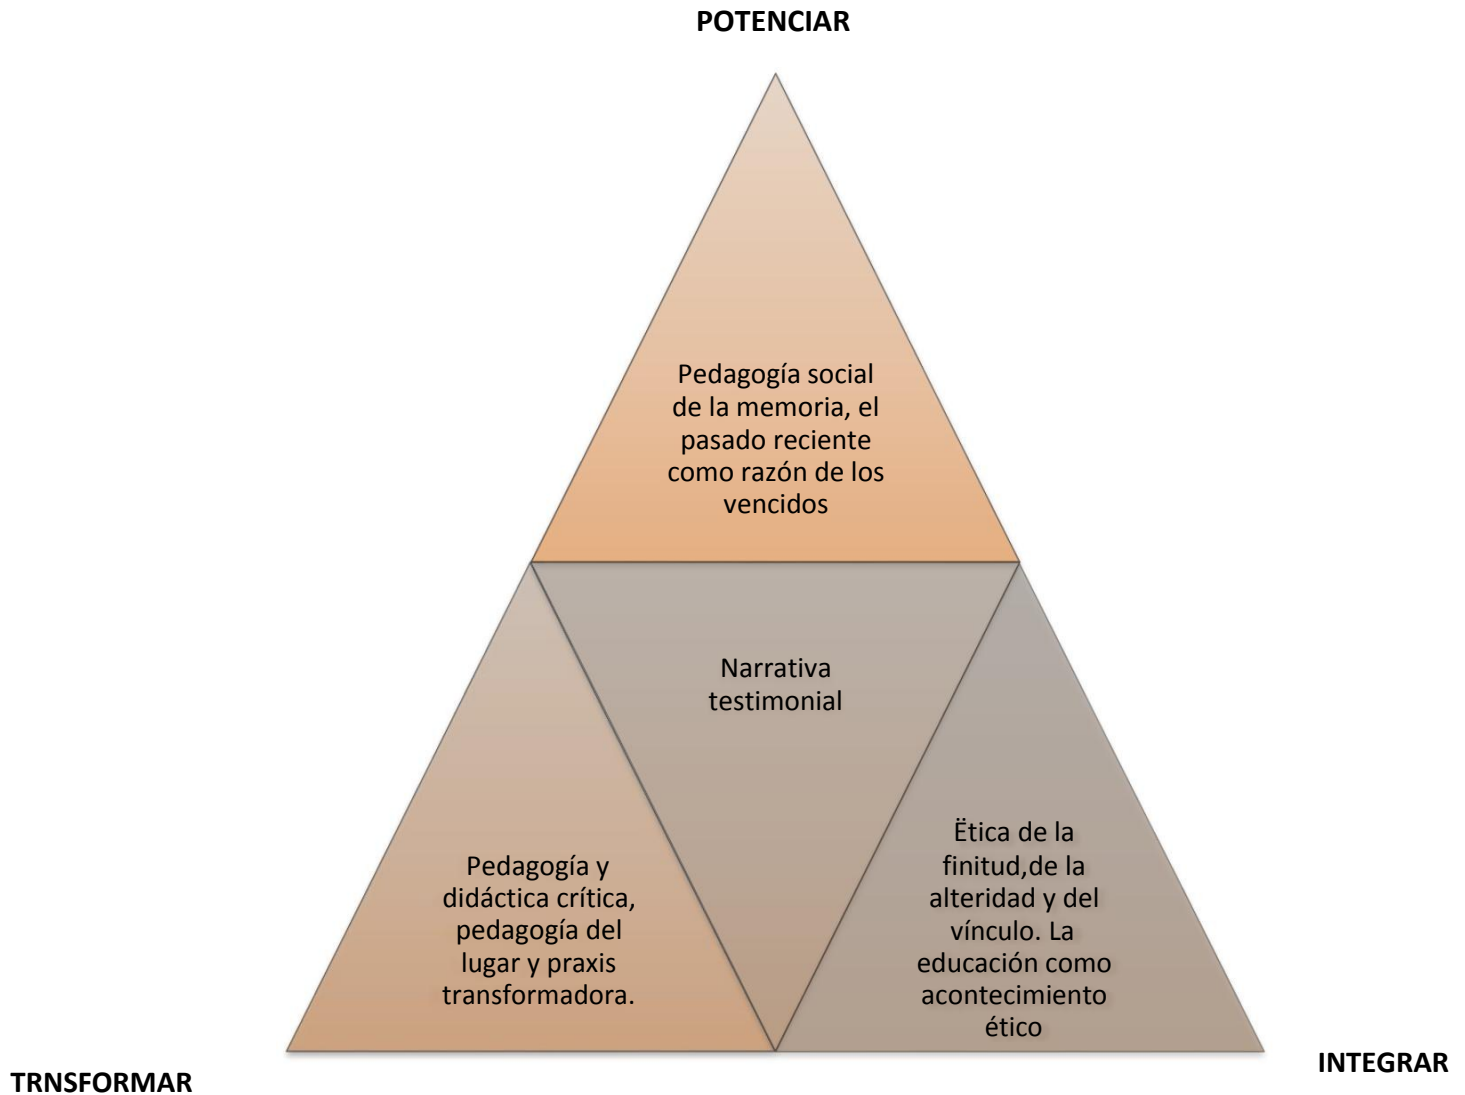 POTENCIAR
Pedagogía social
de la memoria, el
pasado reciente
como razón de los
vencidos
Narrativa
testimonial
Pedagogía y
didáctica crítica,
pedagogía del
lugar y praxis
transformadora.
Ëtica de la
finitud,de la
alteridad y del
vínculo. La
educación como
acontecimiento
ético
TRNSFORMAR
INTEGRAR